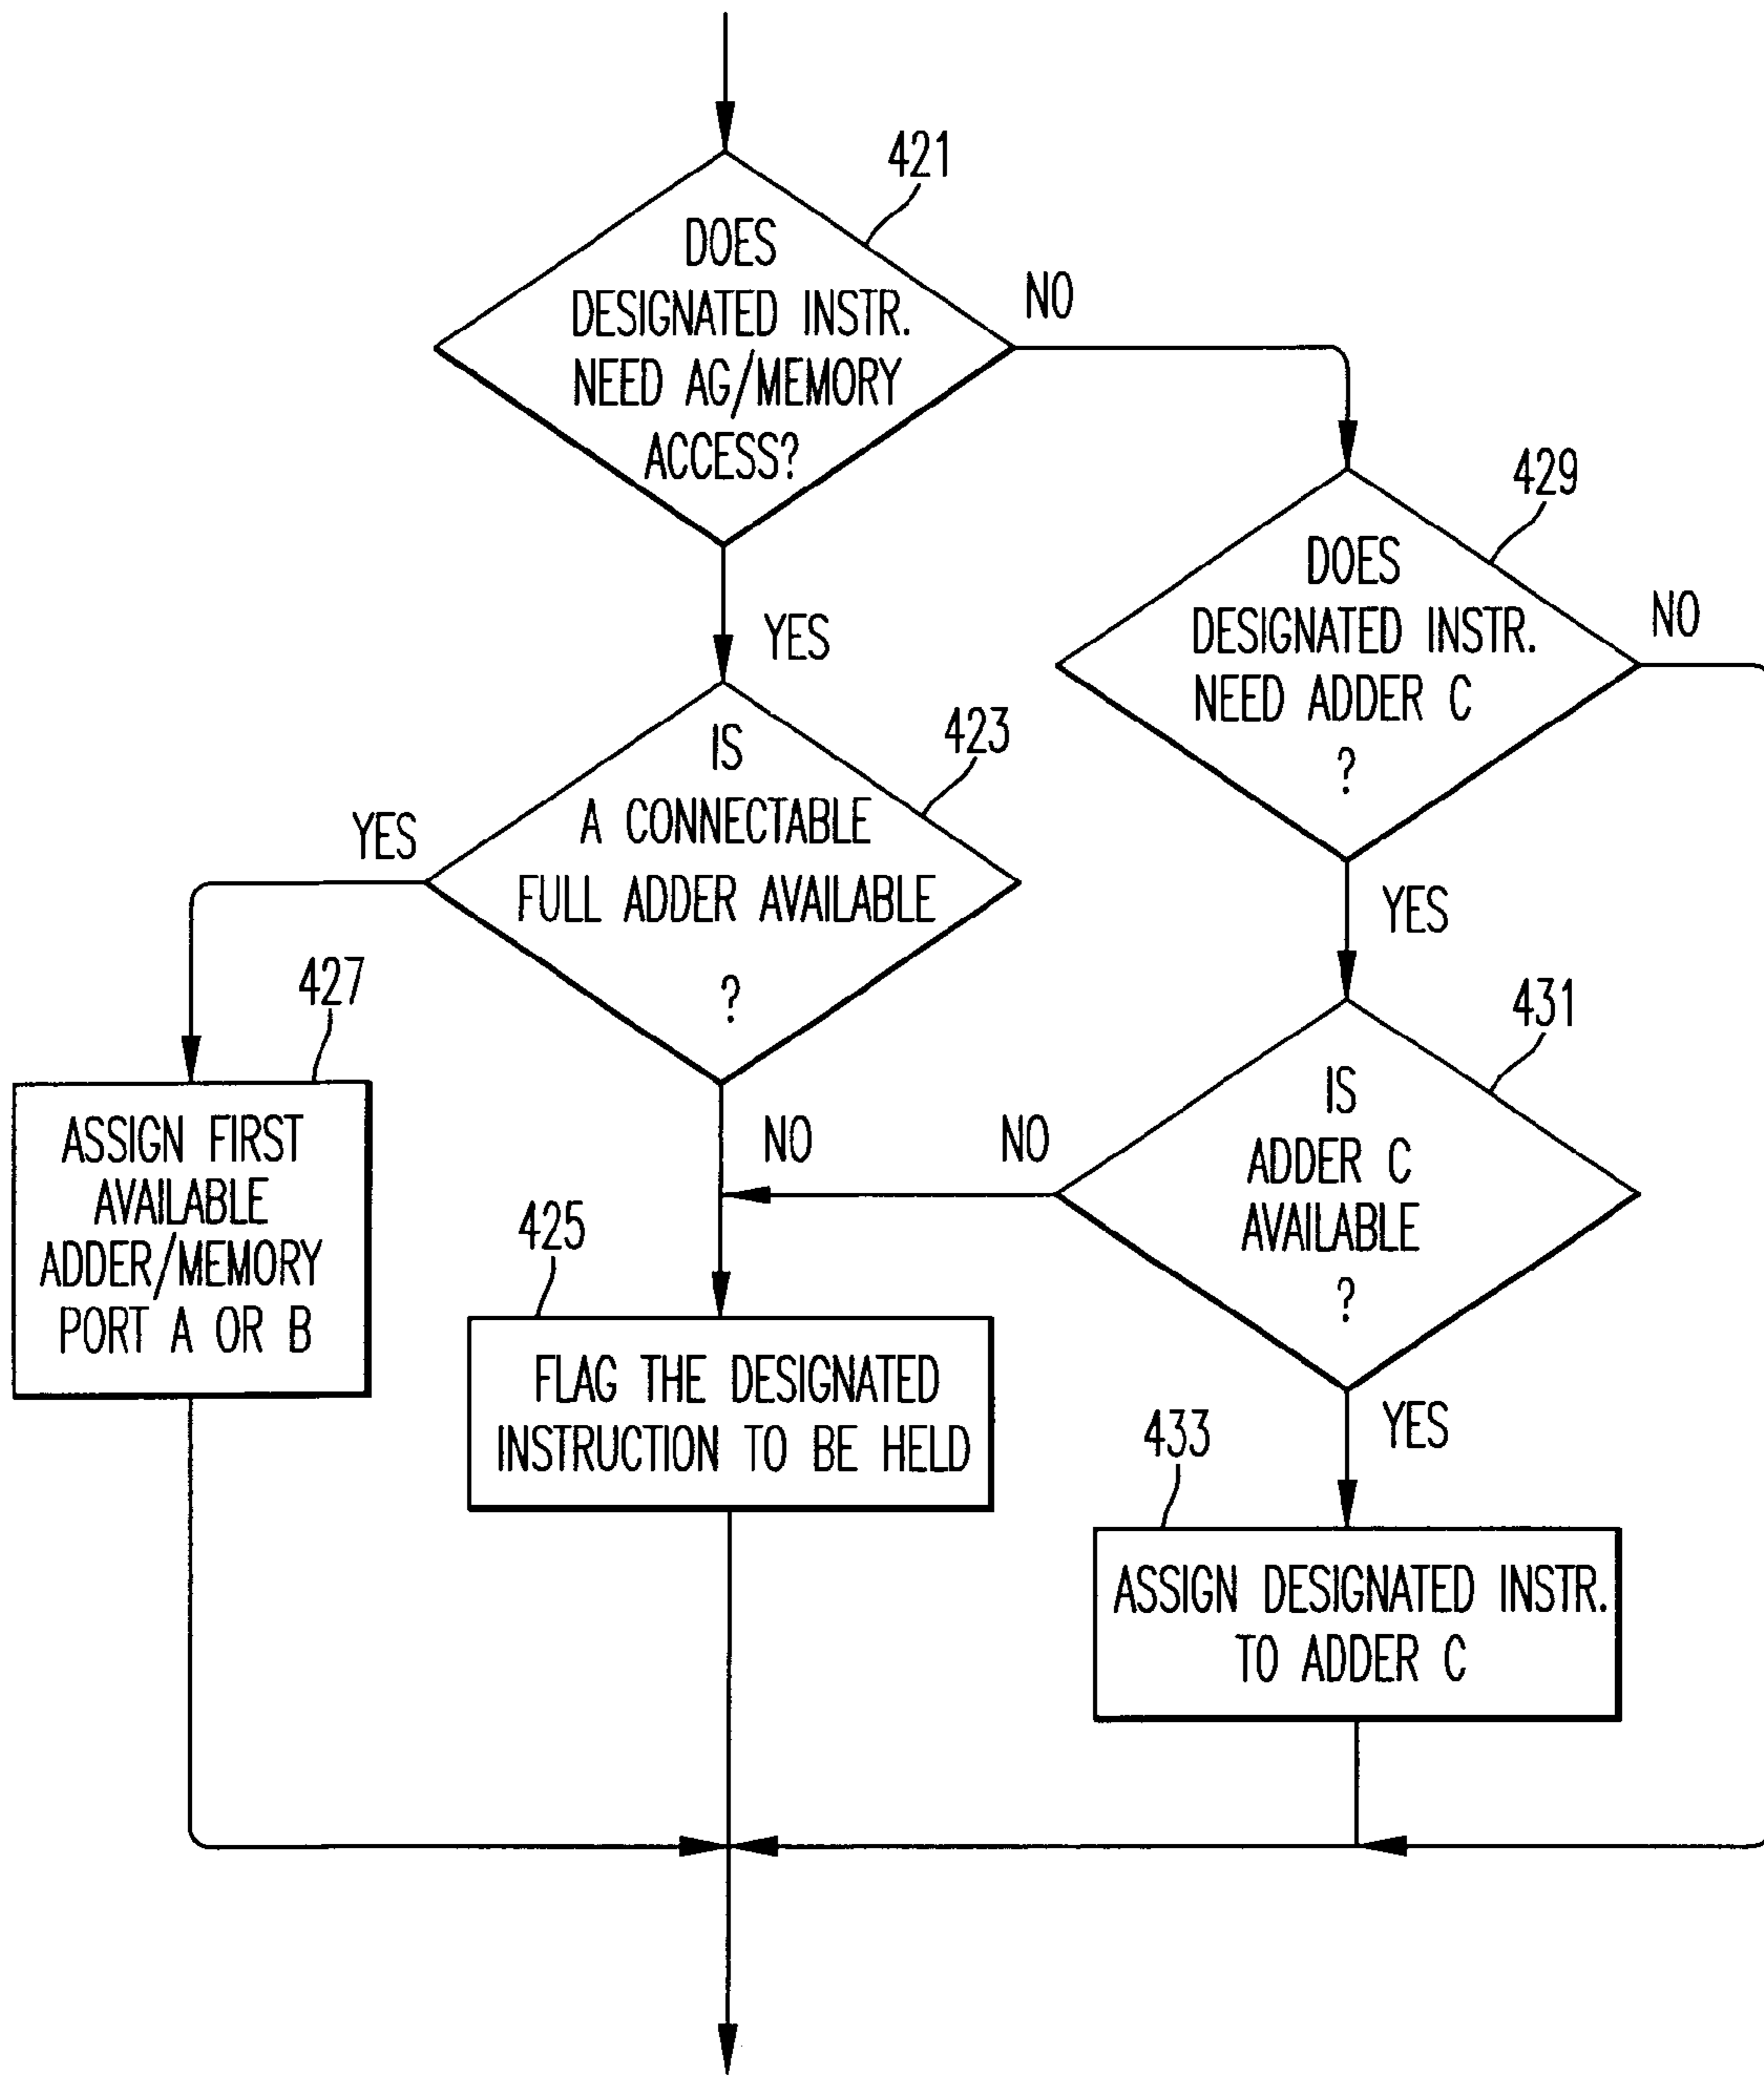 421
DOES
DESIGNATED INSTR.
NEED AG/MEMORY
ACCESS?
NO
YES
429
DOES
DESIGNATED INSTR.
NEED ADDER C
?
NO
YES
423
IS
A CONNECTABLE
FULL ADDER AVAILABLE
?
YES
NO
427
ASSIGN FIRST
AVAILABLE
ADDER/MEMORY
PORT A OR B
431
IS
ADDER C
AVAILABLE
?
NO
YES
425
FLAG THE DESIGNATED
INSTRUCTION TO BE HELD
433
ASSIGN DESIGNATED INSTR.
TO ADDER C